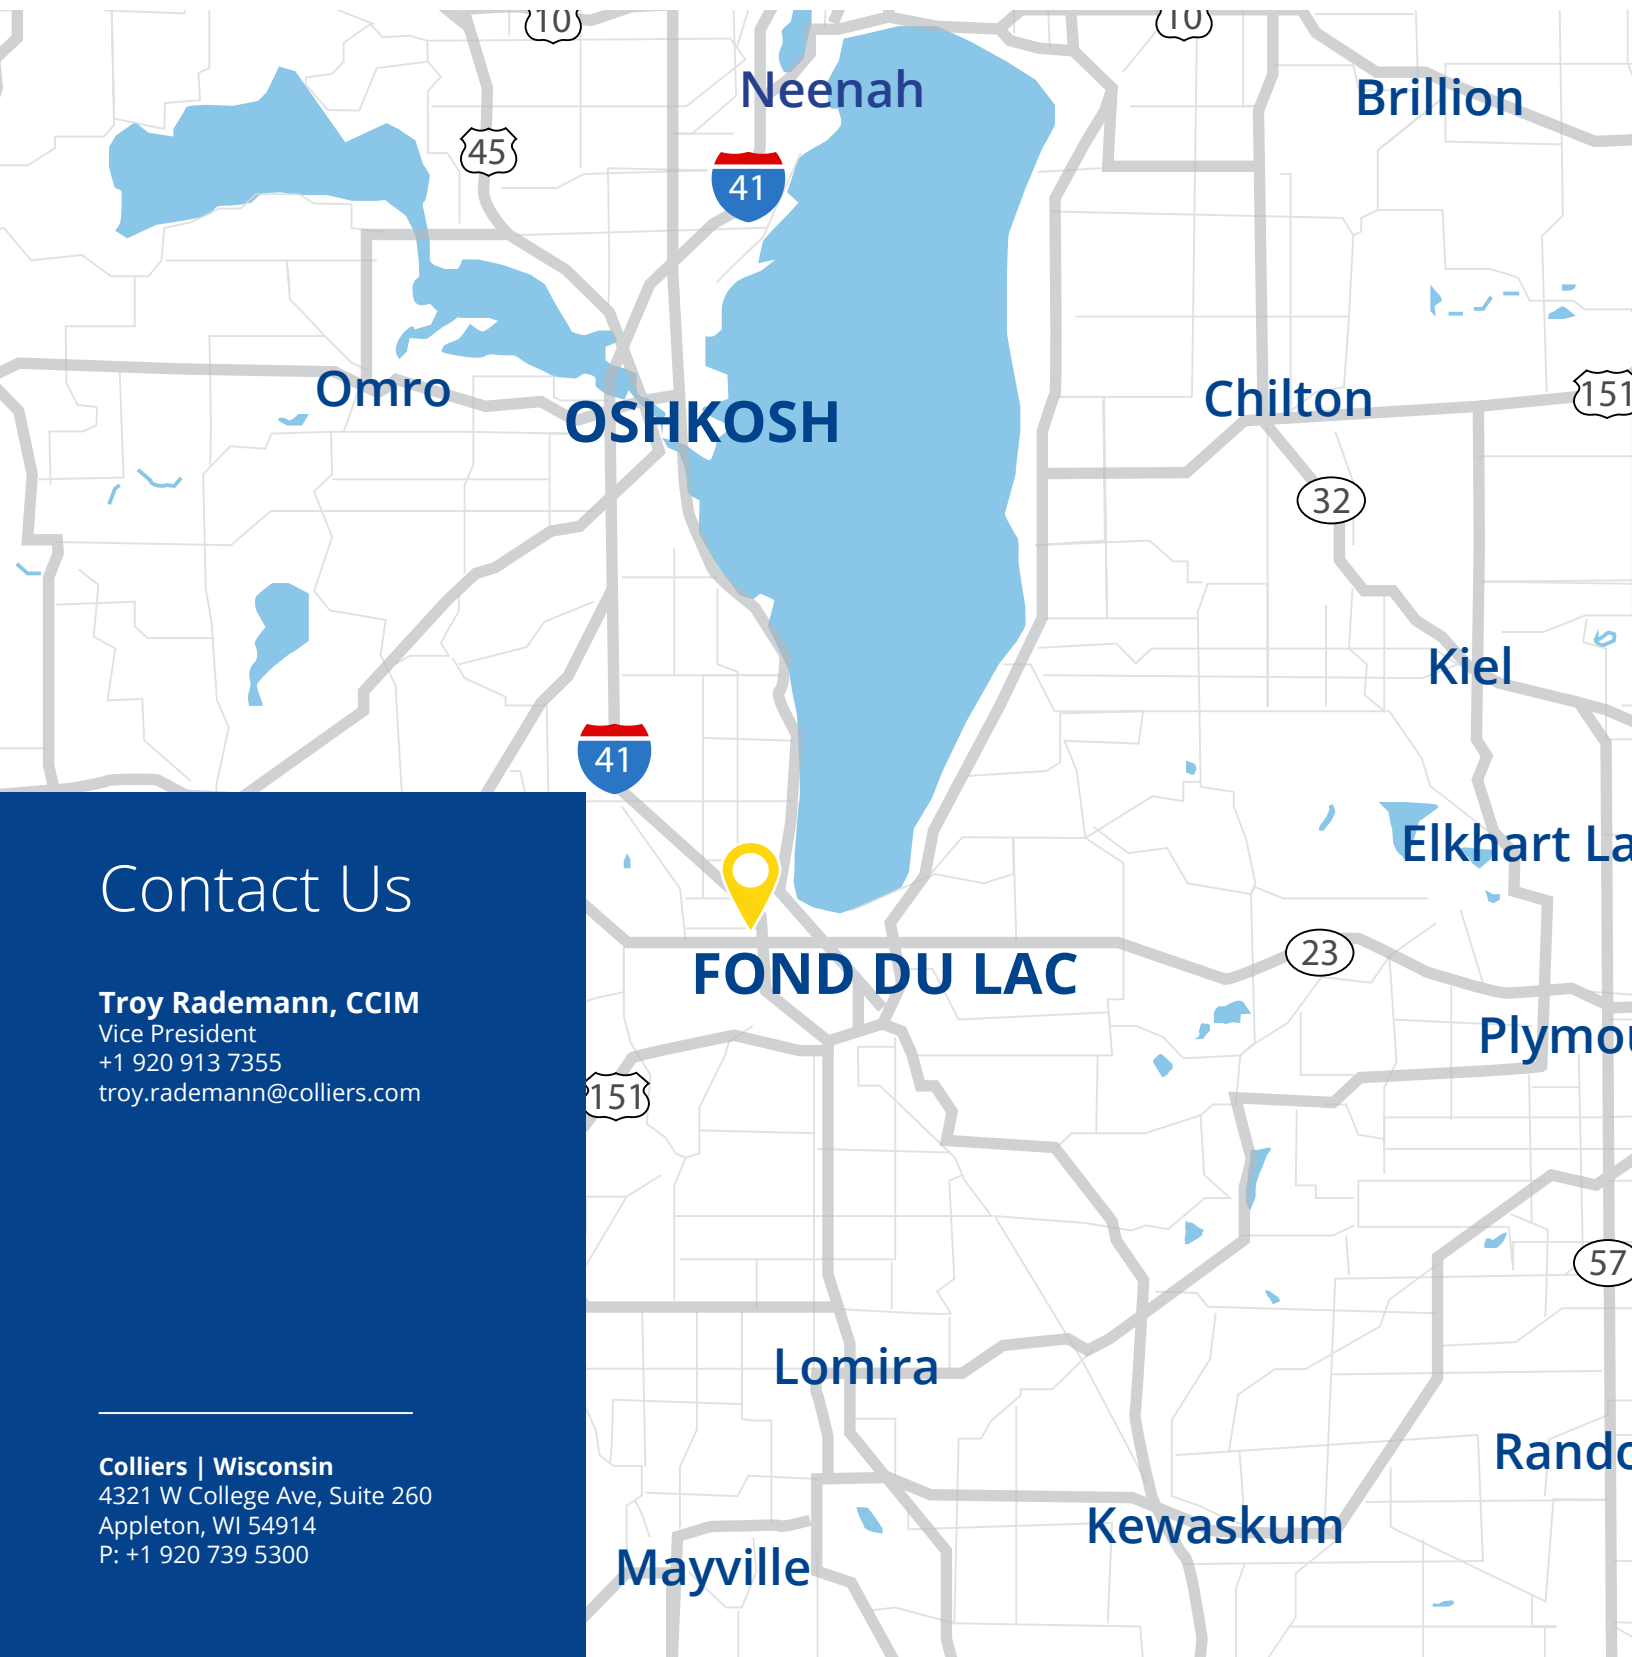 10
10
Neenah
Brillion
45
41
151
Omro
Chilton
OSHKOSH
32
Kiel
41
Elkhart La
FOND DU LAC
23
Plymou
151
57
Lomira
Rando
Kewaskum
Mayville
Contact Us
Troy Rademann, CCIM
Vice President
+1 920 913 7355
troy.rademann@colliers.com
Colliers | Wisconsin
4321 W College Ave, Suite 260
Appleton, WI 54914
P: +1 920 739 5300